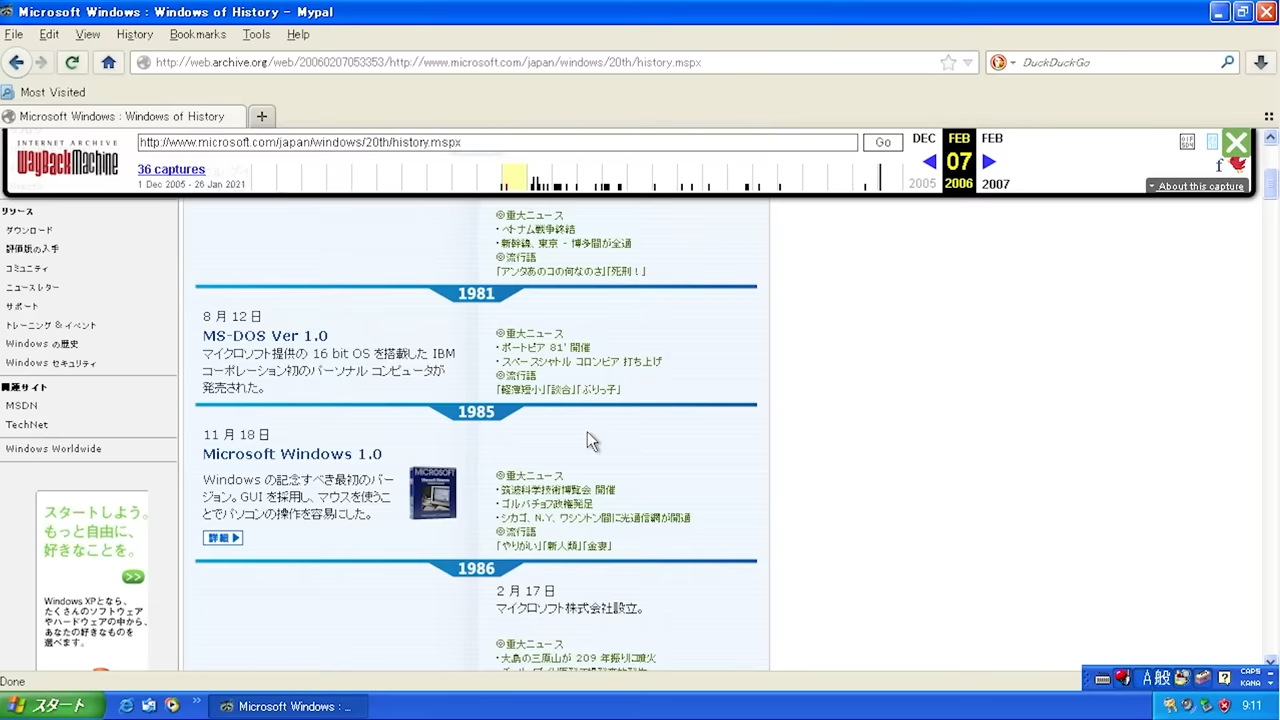 Microsoft Windows : Windows of History - Mypal
File Edit View History Bookmarks Tools Help
http://web.archive.org/web/20060207053353/http://www.microsoft.com/japan/windows/20th/history.mspx
DuckDuckGo
Most Visited
Microsoft Windows : Windows of History
INTERNET ARCHIVE
WayBackMachine
http://www.microsoft.com/japan/windows/20th/history.mspx
Go
DEC FEB FEB
36 captures
07
1 Dec 2005 - 26 Jan 2021
2005 2006 2007
About this capture
リソース
ダウンロード
評価版の入手
コミュニティ
ニュースレター
サポート
トレーニング & イベント
Windows の歴史
Windows セキュリティ
関連サイト
MSDN
TechNet
Windows Worldwide
スタートしよう。
もっと自由に、
好きなことを。
Windows XPとなら、
たくさんのソフトウェア
やハードウェアの中から、
あなたの好きなものを
選べます。
◎重大ニュース
・ベトナム戦争終結
・新幹線、東京 - 博多間が全通
◎流行語
「アンタあのコの何なのさ」「死刑！」
1981
8 月 12 日
MS-DOS Ver 1.0
マイクロソフト提供の 16 bit OS を搭載した IBM
コーポレーション初のパーソナル コンピュータが
発売された。
◎重大ニュース
・ポートピア 81' 開催
・スペースシャトル コロンビア 打ち上げ
◎流行語
「軽薄短小」「談合」「ぶりっ子」
1985
11 月 18 日
Microsoft Windows 1.0
Windows の記念すべき最初のバー
ジョン。GUI を採用し、マウスを使うこ
とでパソコンの操作を容易にした。
詳細
MICROSOFT
◎重大ニュース
・筑波科学技術博覧会 開催
・ゴルバチョフ政権発足
・シカゴ、N.Y、ワシントン間に光通信網が開通
◎流行語
「やりがい」「新人類」「金妻」
1986
2 月 17 日
マイクロソフト株式会社設立。
◎重大ニュース
・大島の三原山が 209 年振りに噴火
Done
A 般
CAPS
KANA
スタート
Microsoft Windows : ...
9:11